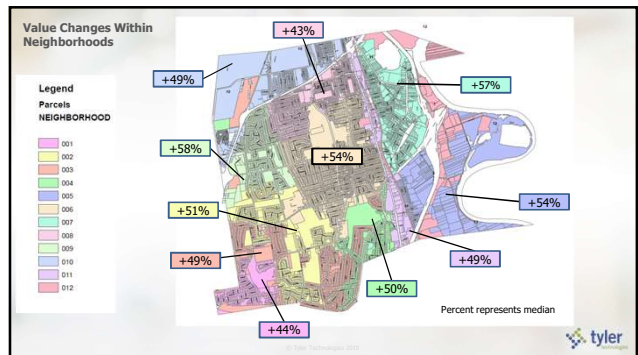 Value Changes Within
Neighborhoods
Legend
Parcels
NEIGHBORHOOD
001
002
003
004
005
006
007
008
009
010
011
012
+43%
+49%
+57%
+58%
+54%
+51%
+54%
+49%
+49%
+50%
+44%
Percent represents median
tyler
technologies